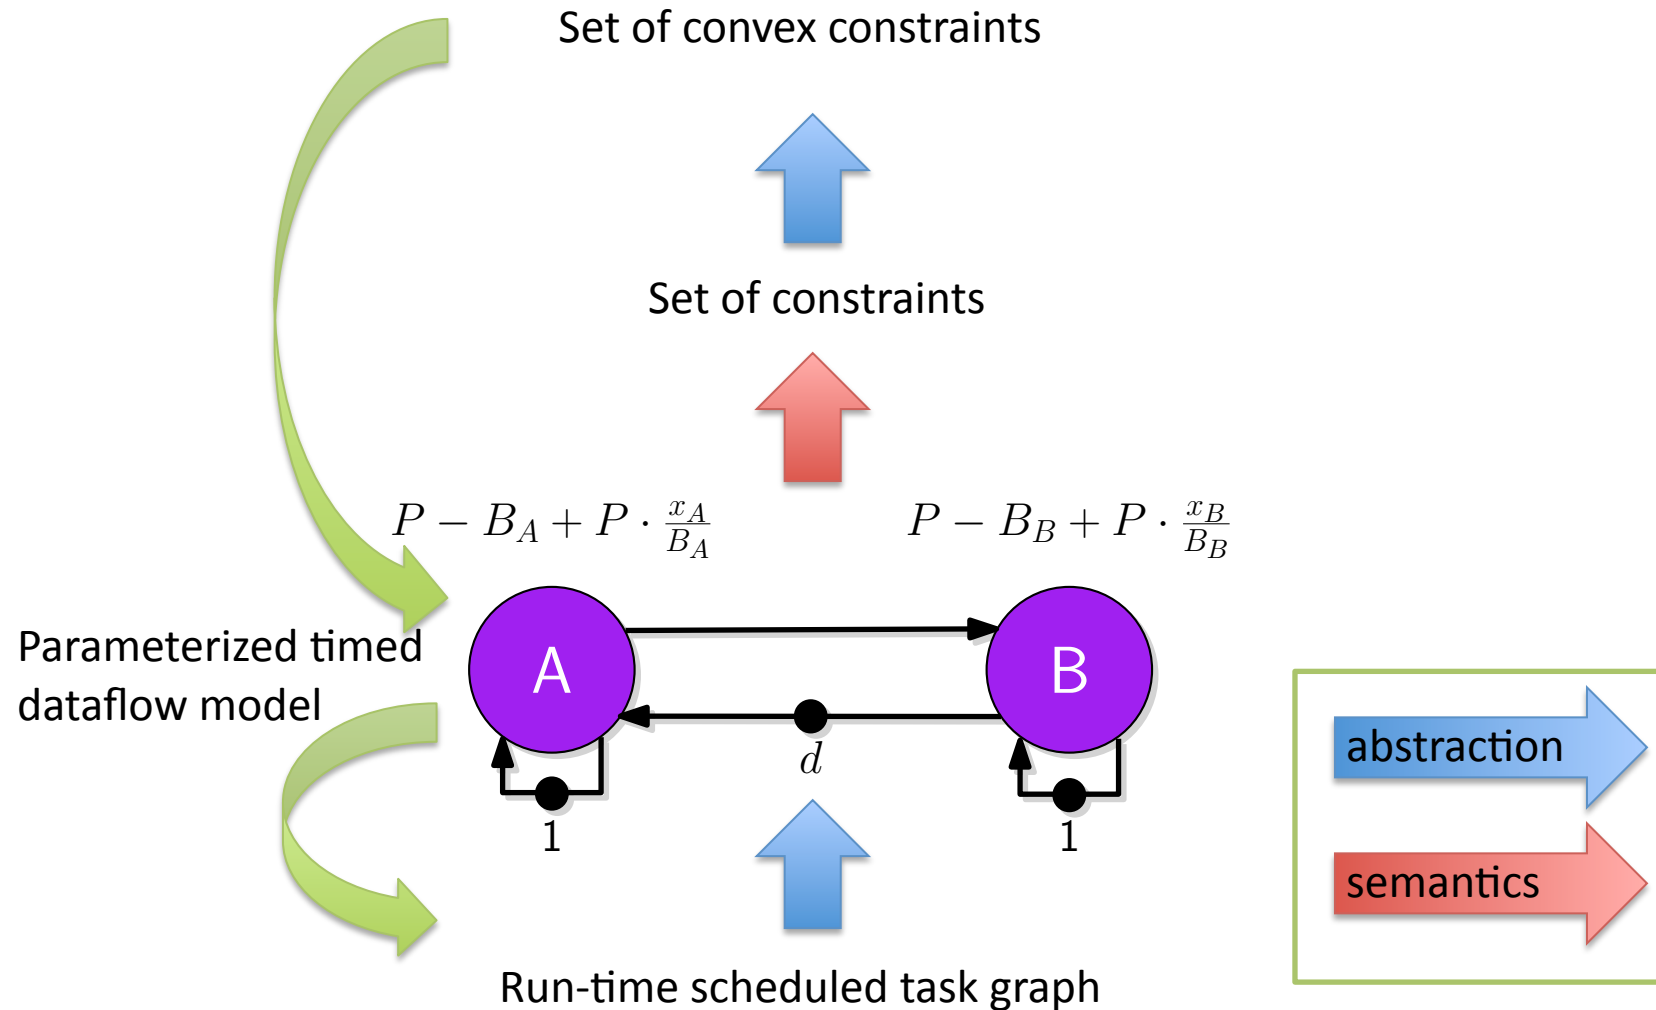 Set of convex constraints
Set of constraints
P − B_A + P · x_A/B_A
P − B_B + P · x_B/B_B
Parameterized timed
dataflow model
A
B
d
1
1
abstraction
semantics
Run-time scheduled task graph